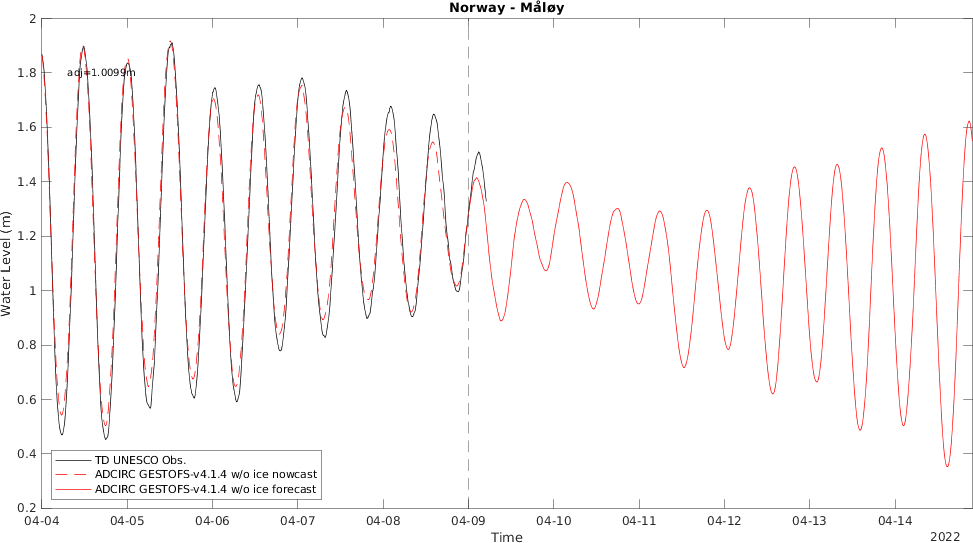 Norway - Måløy
2
1.8
1.6
1.4
1.2
1
0.8
0.6
0.4
0.2
Water Level (m)
adj=1.0099m
TD UNESCO Obs.
ADCIRC GESTOFS-v4.1.4 w/o ice nowcast
ADCIRC GESTOFS-v4.1.4 w/o ice forecast
04-04 04-05 04-06 04-07 04-08 04-09 04-10 04-11 04-12 04-13 04-14
Time
2022